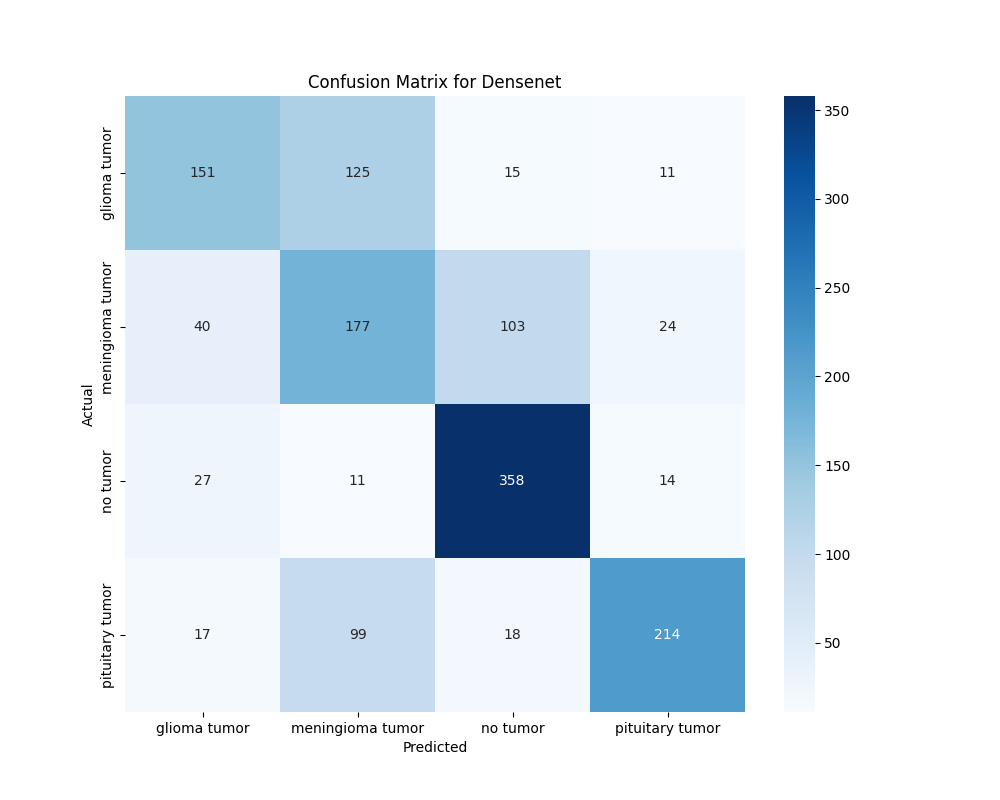 Confusion Matrix for Densenet
Actual
glioma tumor
151 125 15 11
meningioma tumor
40 177 103 24
no tumor
27 11 358 14
pituitary tumor
17 99 18 214
glioma tumor meningioma tumor no tumor pituitary tumor
Predicted
350
300
250
200
150
100
50